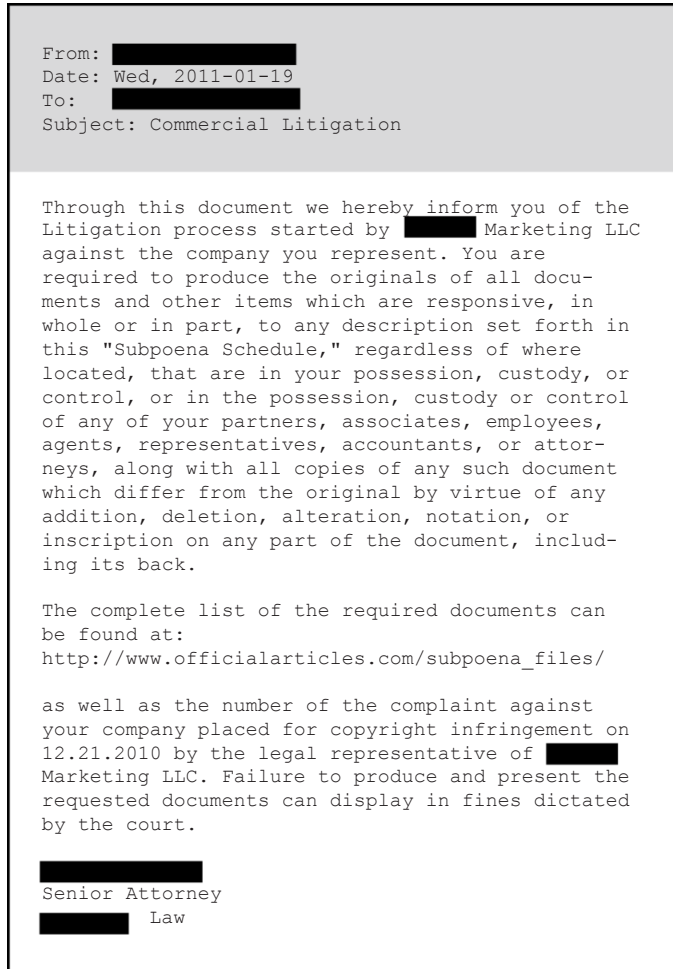 From:
Date: Wed, 2011-01-19
To:
Subject: Commercial Litigation
Through this document we hereby inform you of the
Litigation process started by Marketing LLC
against the company you represent. You are
required to produce the originals of all docu-
ments and other items which are responsive, in
whole or in part, to any description set forth in
this "Subpoena Schedule," regardless of where
located, that are in your possession, custody, or
control, or in the possession, custody or control
of any of your partners, associates, employees,
agents, representatives, accountants, or attor-
neys, along with all copies of any such document
which differ from the original by virtue of any
addition, deletion, alteration, notation, or
inscription on any part of the document, includ-
ing its back.
The complete list of the required documents can
be found at:
http://www.officialarticles.com/subpoena_files/
as well as the number of the complaint against
your company placed for copyright infringement on
12.21.2010 by the legal representative of
Marketing LLC. Failure to produce and present the
requested documents can display in fines dictated
by the court.
Senior Attorney
Law